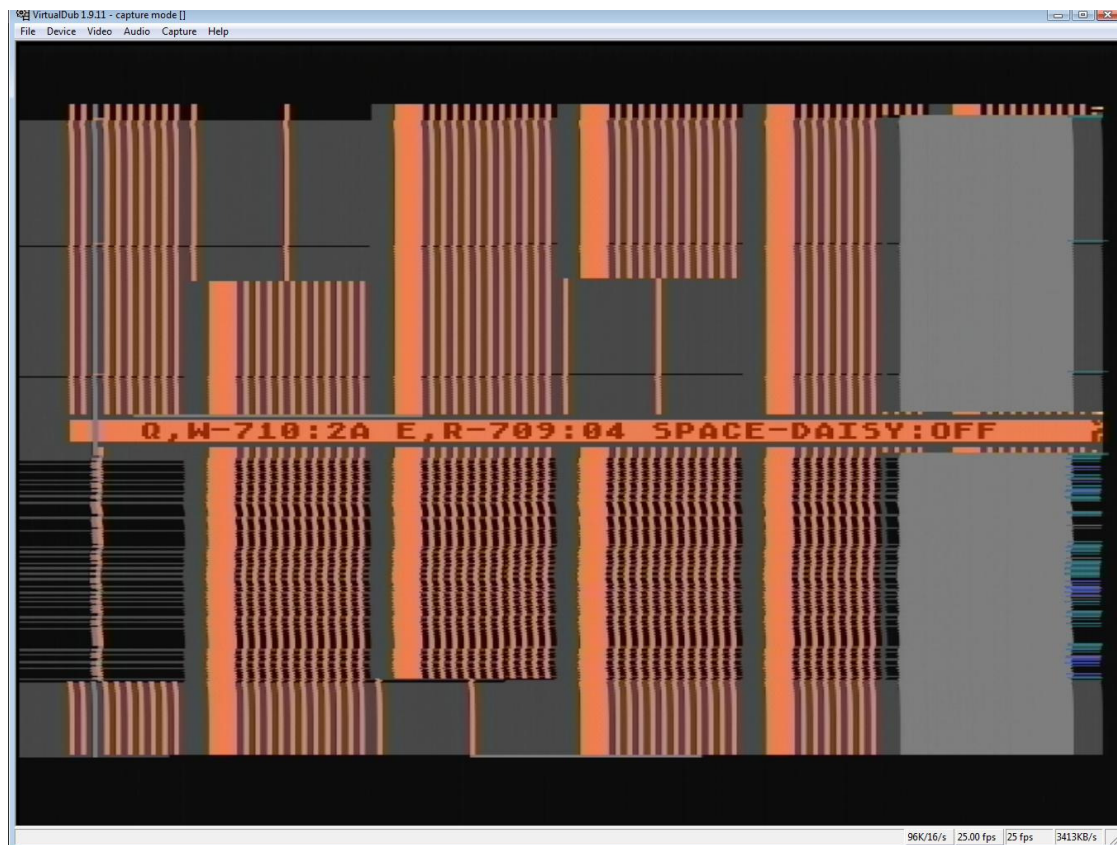 VirtualDub 1.9.11 - capture mode []
File Device Video Audio Capture Help
Q,W-710:2A E,R-709:04 SPACE-DAISY:OFF
96K/16/s 25.00 fps 25 fps 3413KB/s